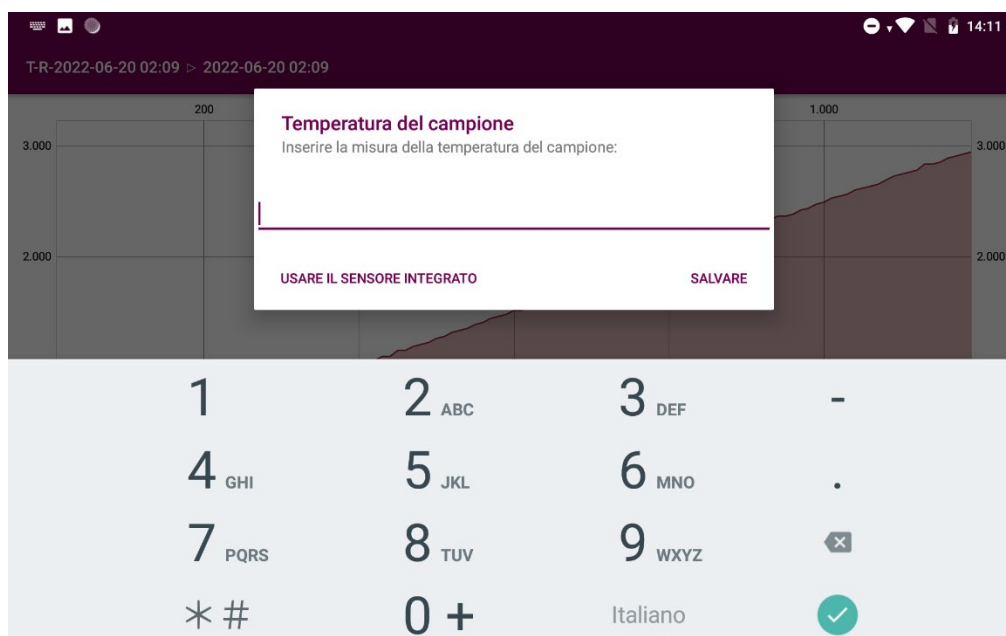 14:11
T-R-2022-06-20 02:09 ▷ 2022-06-20 02:09
200
1.000
3.000
3.000
2.000
2.000
Temperatura del campione
Inserire la misura della temperatura del campione:
USARE IL SENSORE INTEGRATO
SALVARE
1 2 ABC 3 DEF -
4 GHI 5 JKL 6 MNO .
7 PQRS 8 TUV 9 WXYZ
*# 0 + Italiano